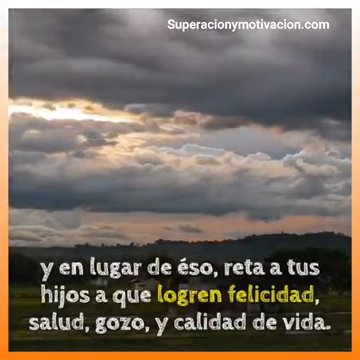 Superacionymotivacion.com
y en lugar de éso, reta a tus
hijos a que logren felicidad,
salud, gozo, y calidad de vida.